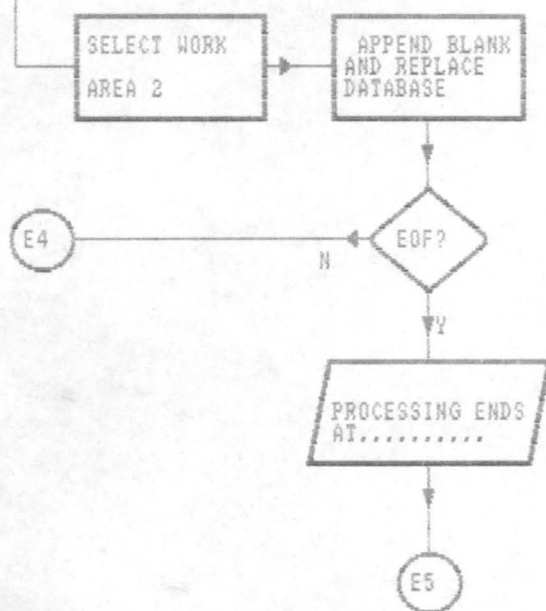 SELECT WORK
AREA 2
APPEND BLANK
AND REPLACE
DATABASE
E4
EOF?
N
Y
PROCESSING ENDS
AT..........
E5